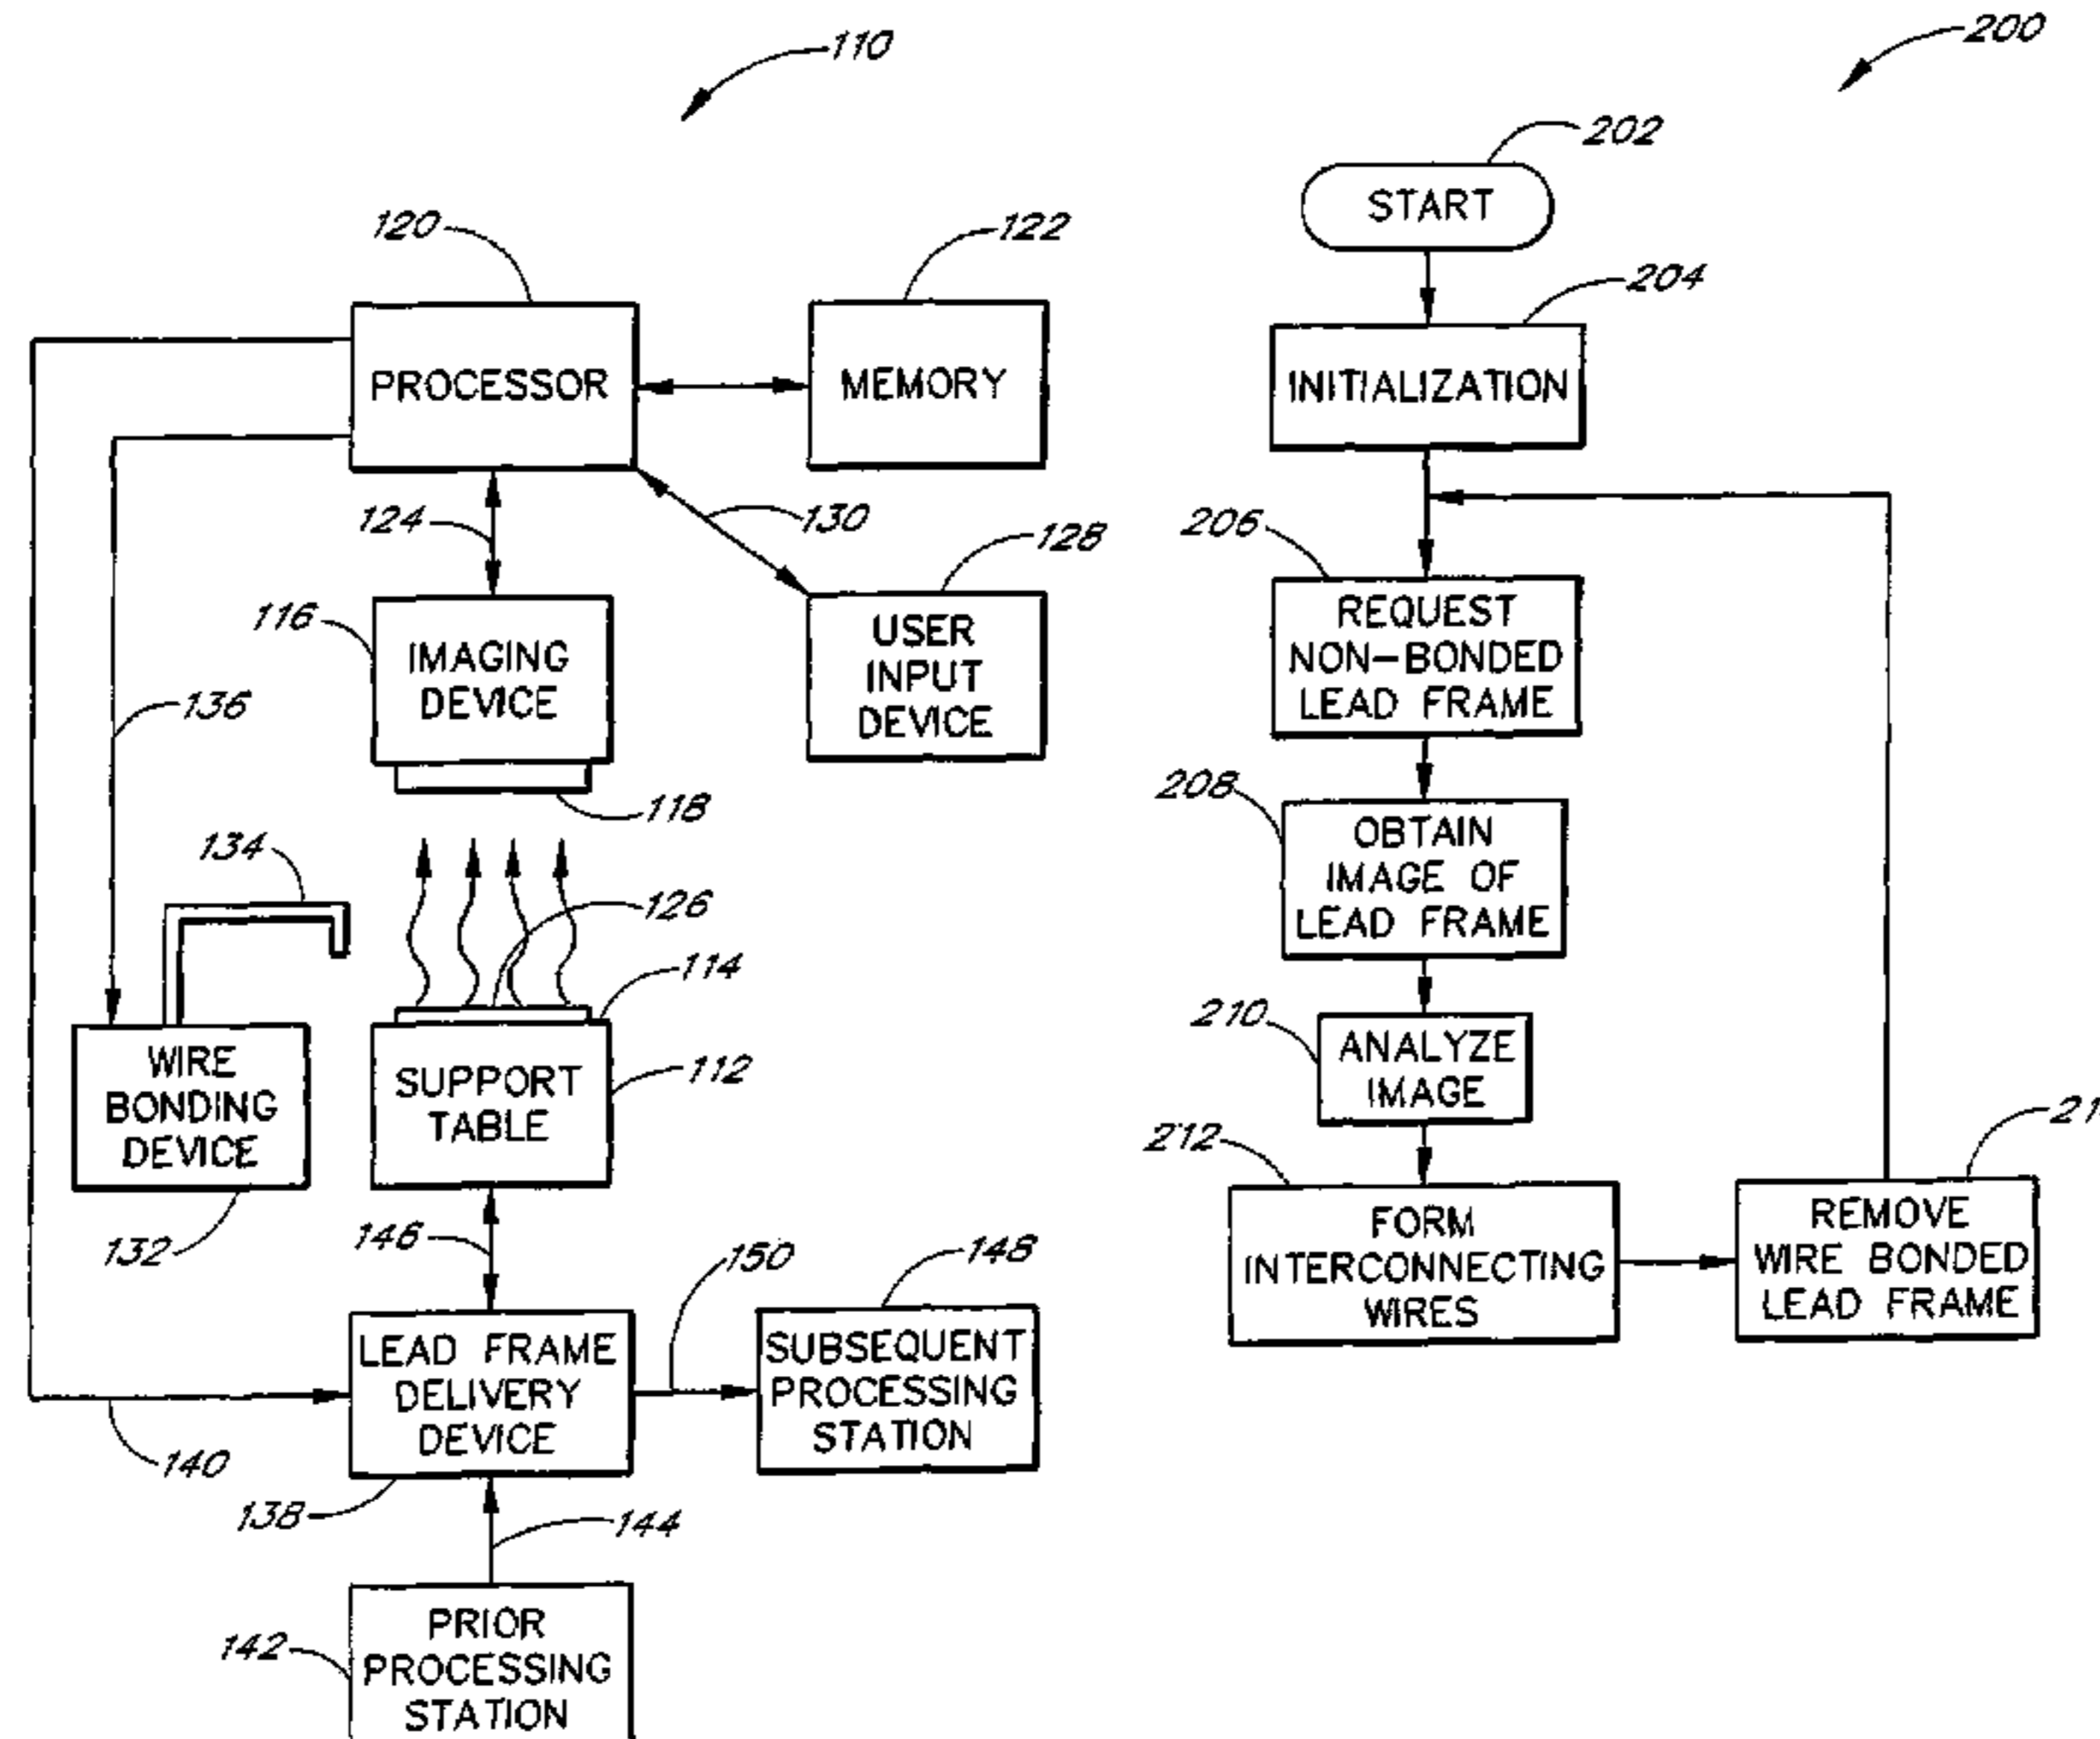 110
120
122
PROCESSOR
MEMORY
124
130
128
116
IMAGING
DEVICE
USER
INPUT
DEVICE
136
118
134
126
114
WIRE
BONDING
DEVICE
SUPPORT
TABLE
112
132
146
150
148
LEAD FRAME
DELIVERY
DEVICE
SUBSEQUENT
PROCESSING
STATION
140
138
144
142
PRIOR
PROCESSING
STATION
200
202
START
204
INITIALIZATION
206
REQUEST
NON-BONDED
LEAD FRAME
208
OBTAIN
IMAGE OF
LEAD FRAME
210
ANALYZE
IMAGE
212
FORM
INTERCONNECTING
WIRES
21
REMOVE
WIRE BONDED
LEAD FRAME